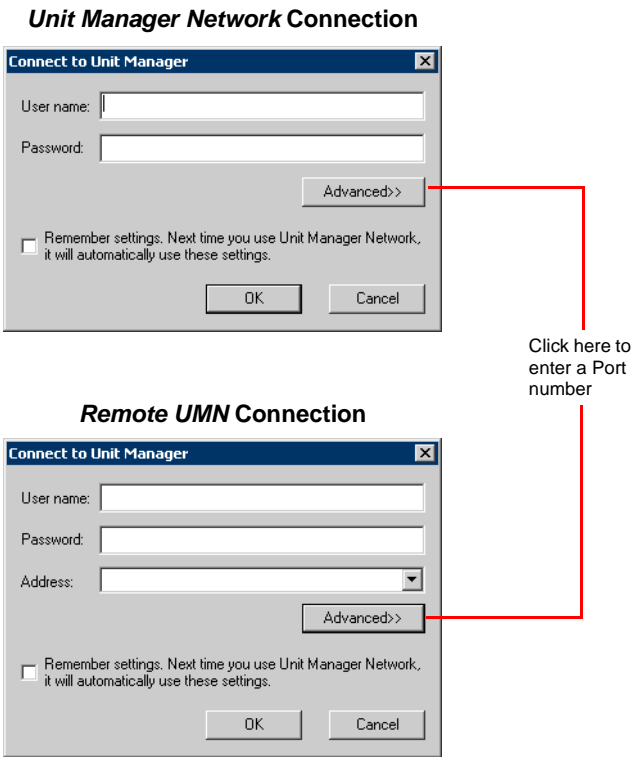 Unit Manager Network Connection
Connect to Unit Manager
User name:
Password:
Advanced>>
Remember settings. Next time you use Unit Manager Network,
it will automatically use these settings.
OK Cancel
Click here to
enter a Port
number
Remote UMN Connection
Connect to Unit Manager
User name:
Password:
Address:
Advanced>>
Remember settings. Next time you use Unit Manager Network,
it will automatically use these settings.
OK Cancel